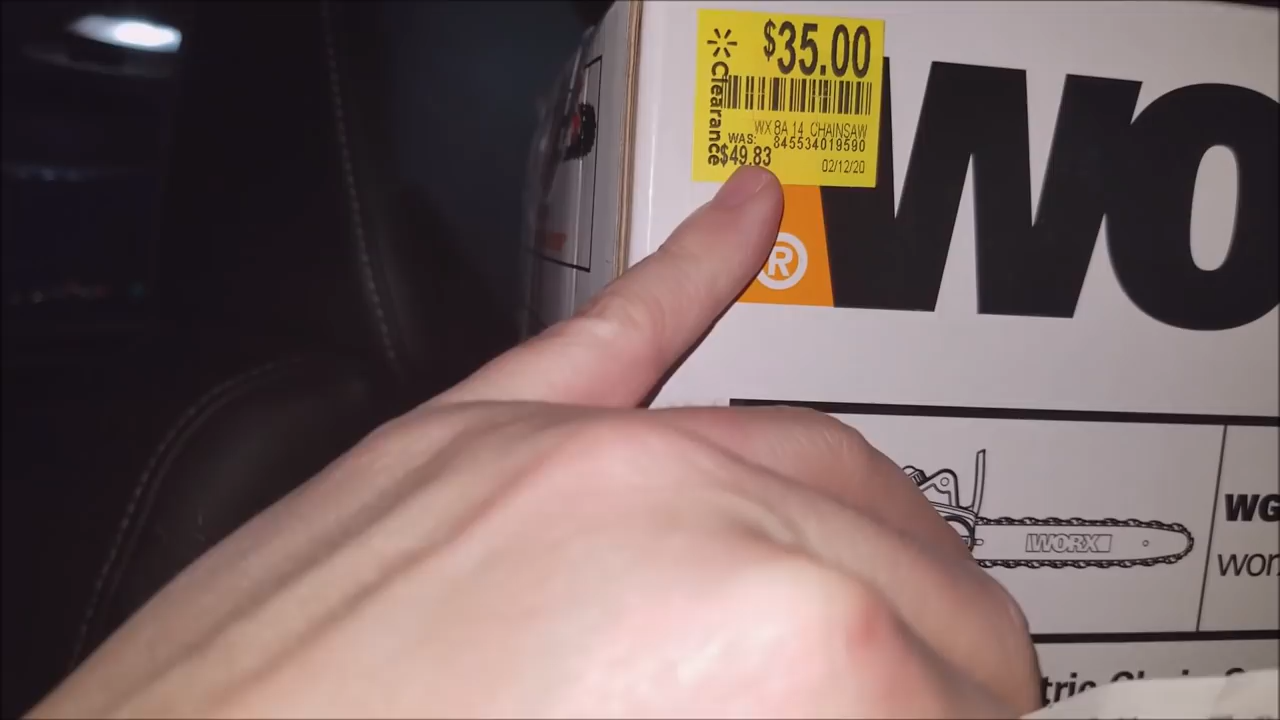 $35.00
Clearance
WX 8A 14 CHAINSAW
WAS: 845534019590
$49.83 02/12/20
WO
®
WORX
WG
wor
tric Chain S